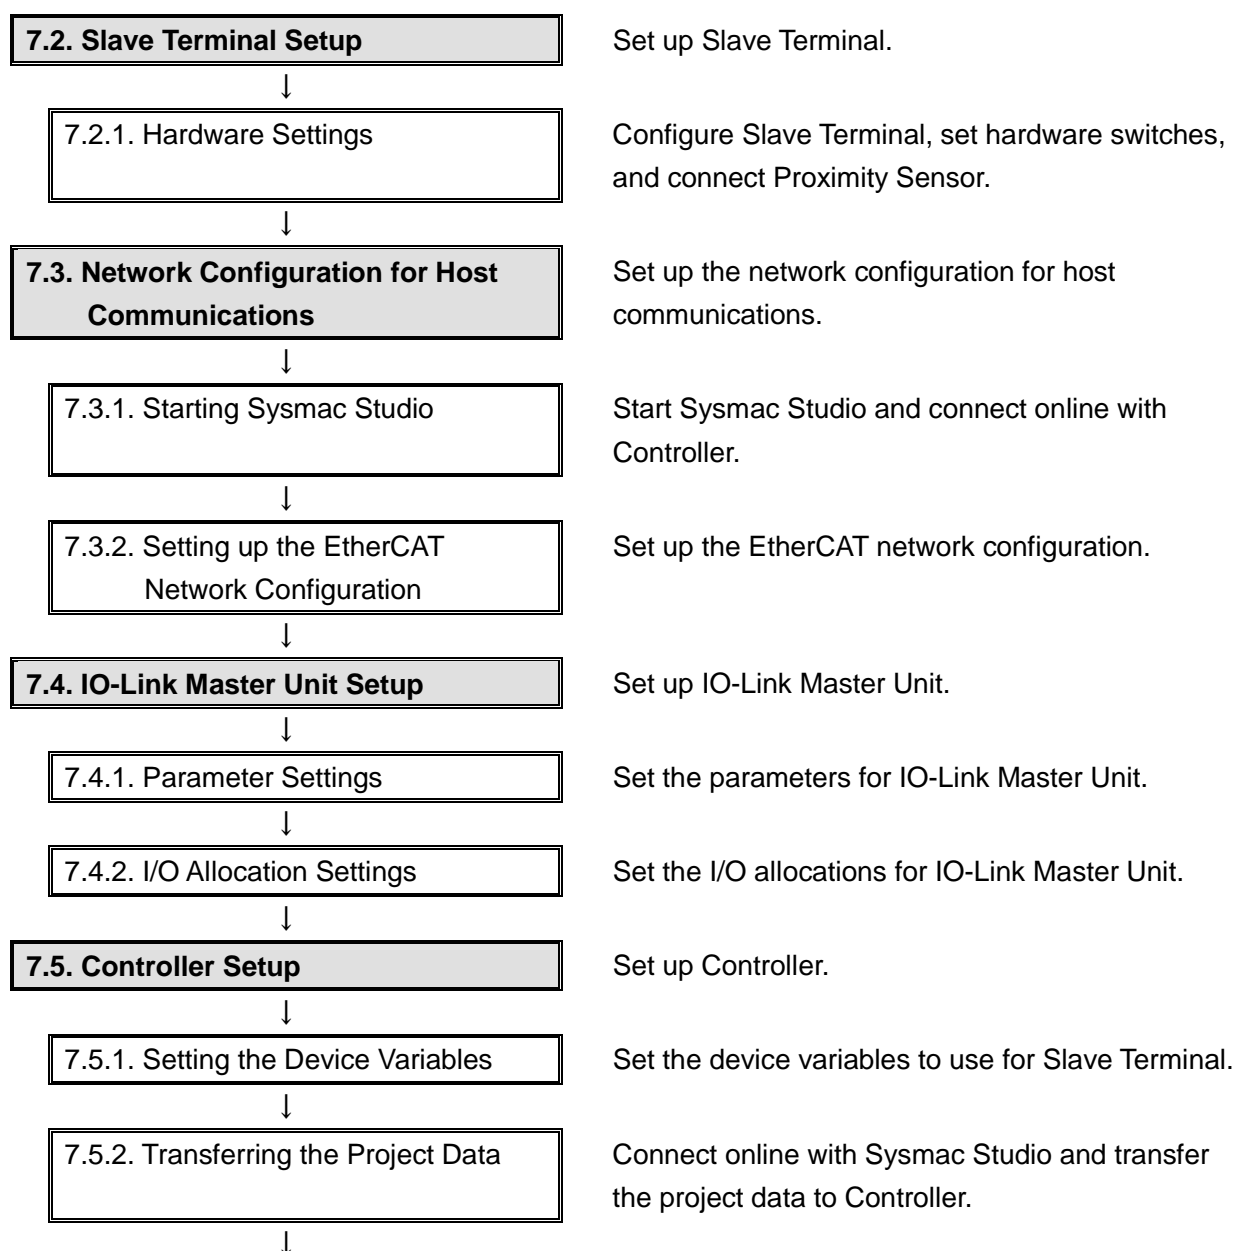 7.2. Slave Terminal Setup
Set up Slave Terminal.
↓
7.2.1. Hardware Settings
Configure Slave Terminal, set hardware switches,
and connect Proximity Sensor.
↓
7.3. Network Configuration for Host
Communications
Set up the network configuration for host
communications.
↓
7.3.1. Starting Sysmac Studio
Start Sysmac Studio and connect online with
Controller.
↓
7.3.2. Setting up the EtherCAT
Network Configuration
Set up the EtherCAT network configuration.
↓
7.4. IO-Link Master Unit Setup
Set up IO-Link Master Unit.
↓
7.4.1. Parameter Settings
Set the parameters for IO-Link Master Unit.
↓
7.4.2. I/O Allocation Settings
Set the I/O allocations for IO-Link Master Unit.
↓
7.5. Controller Setup
Set up Controller.
↓
7.5.1. Setting the Device Variables
Set the device variables to use for Slave Terminal.
↓
7.5.2. Transferring the Project Data
Connect online with Sysmac Studio and transfer
the project data to Controller.
↓